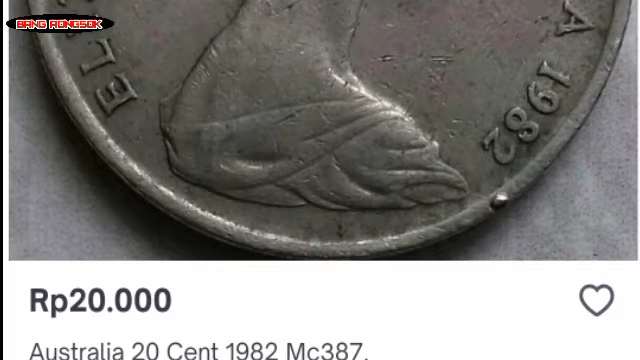 BANG RONGSOK
ELI
A 1982
Rp20.000
Australia 20 Cent 1982 Mc387.